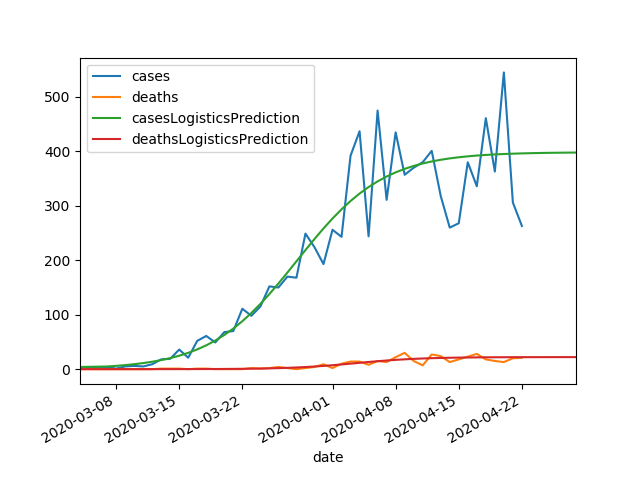 cases
deaths
casesLogisticsPrediction
deathsLogisticsPrediction
500
400
300
200
100
0
2020-03-08
2020-03-15
2020-03-22
2020-04-01
2020-04-08
2020-04-15
2020-04-22
date